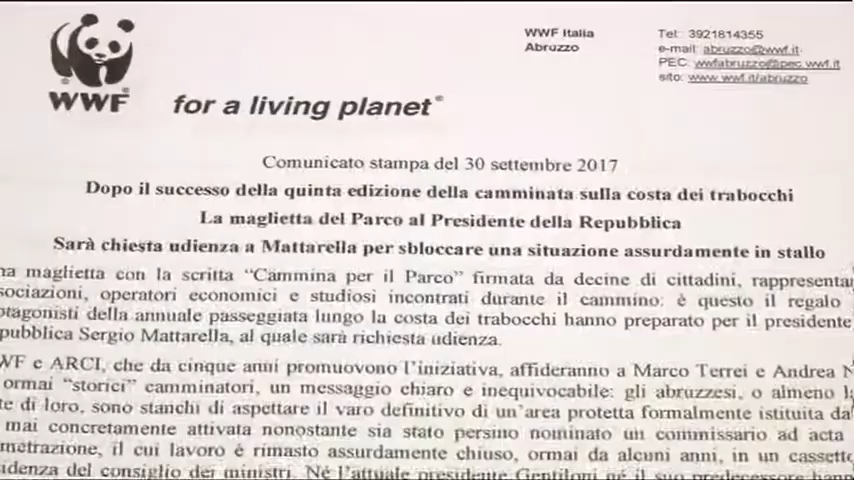 WWF
for a living planet®
WWF Italia
Abruzzo
Tel: 3921814355
e-mail: abruzzo@wwf.it
PEC: wwfabruzzo@pec.wwf.it
sito: www.wwf.it/abruzzo
Comunicato stampa del 30 settembre 2017
Dopo il successo della quinta edizione della camminata sulla costa dei trabocchi
La maglietta del Parco al Presidente della Repubblica
Sarà chiesta udienza a Mattarella per sbloccare una situazione assurdamente in stallo
na maglietta con la scritta “Cammina per il Parco” firmata da decine di cittadini, rappresenta
sociazioni, operatori economici e studiosi incontrati durante il cammino: è questo il regalo
otagonisti della annuale passeggiata lungo la costa dei trabocchi hanno preparato per il presidente
pubblica Sergio Mattarella, al quale sarà richiesta udienza.
WF e ARCI, che da cinque anni promuovono l’iniziativa, affideranno a Marco Terrei e Andrea
ormai “storici” camminatori, un messaggio chiaro e inequivocabile: gli abruzzesi, o almeno
te di loro, sono stanchi di aspettare il varo definitivo di un’area protetta formalmente istituita da
mai concretamente attivata nonostante sia stato persino nominato un commissario ad acta
metrazione, il cui lavoro è rimasto assurdamente chiuso, ormai da alcuni anni, in un cassetto
idenza del consiglio dei ministri. Né l’attuale presidente Gentiloni né il suo predecessore hann